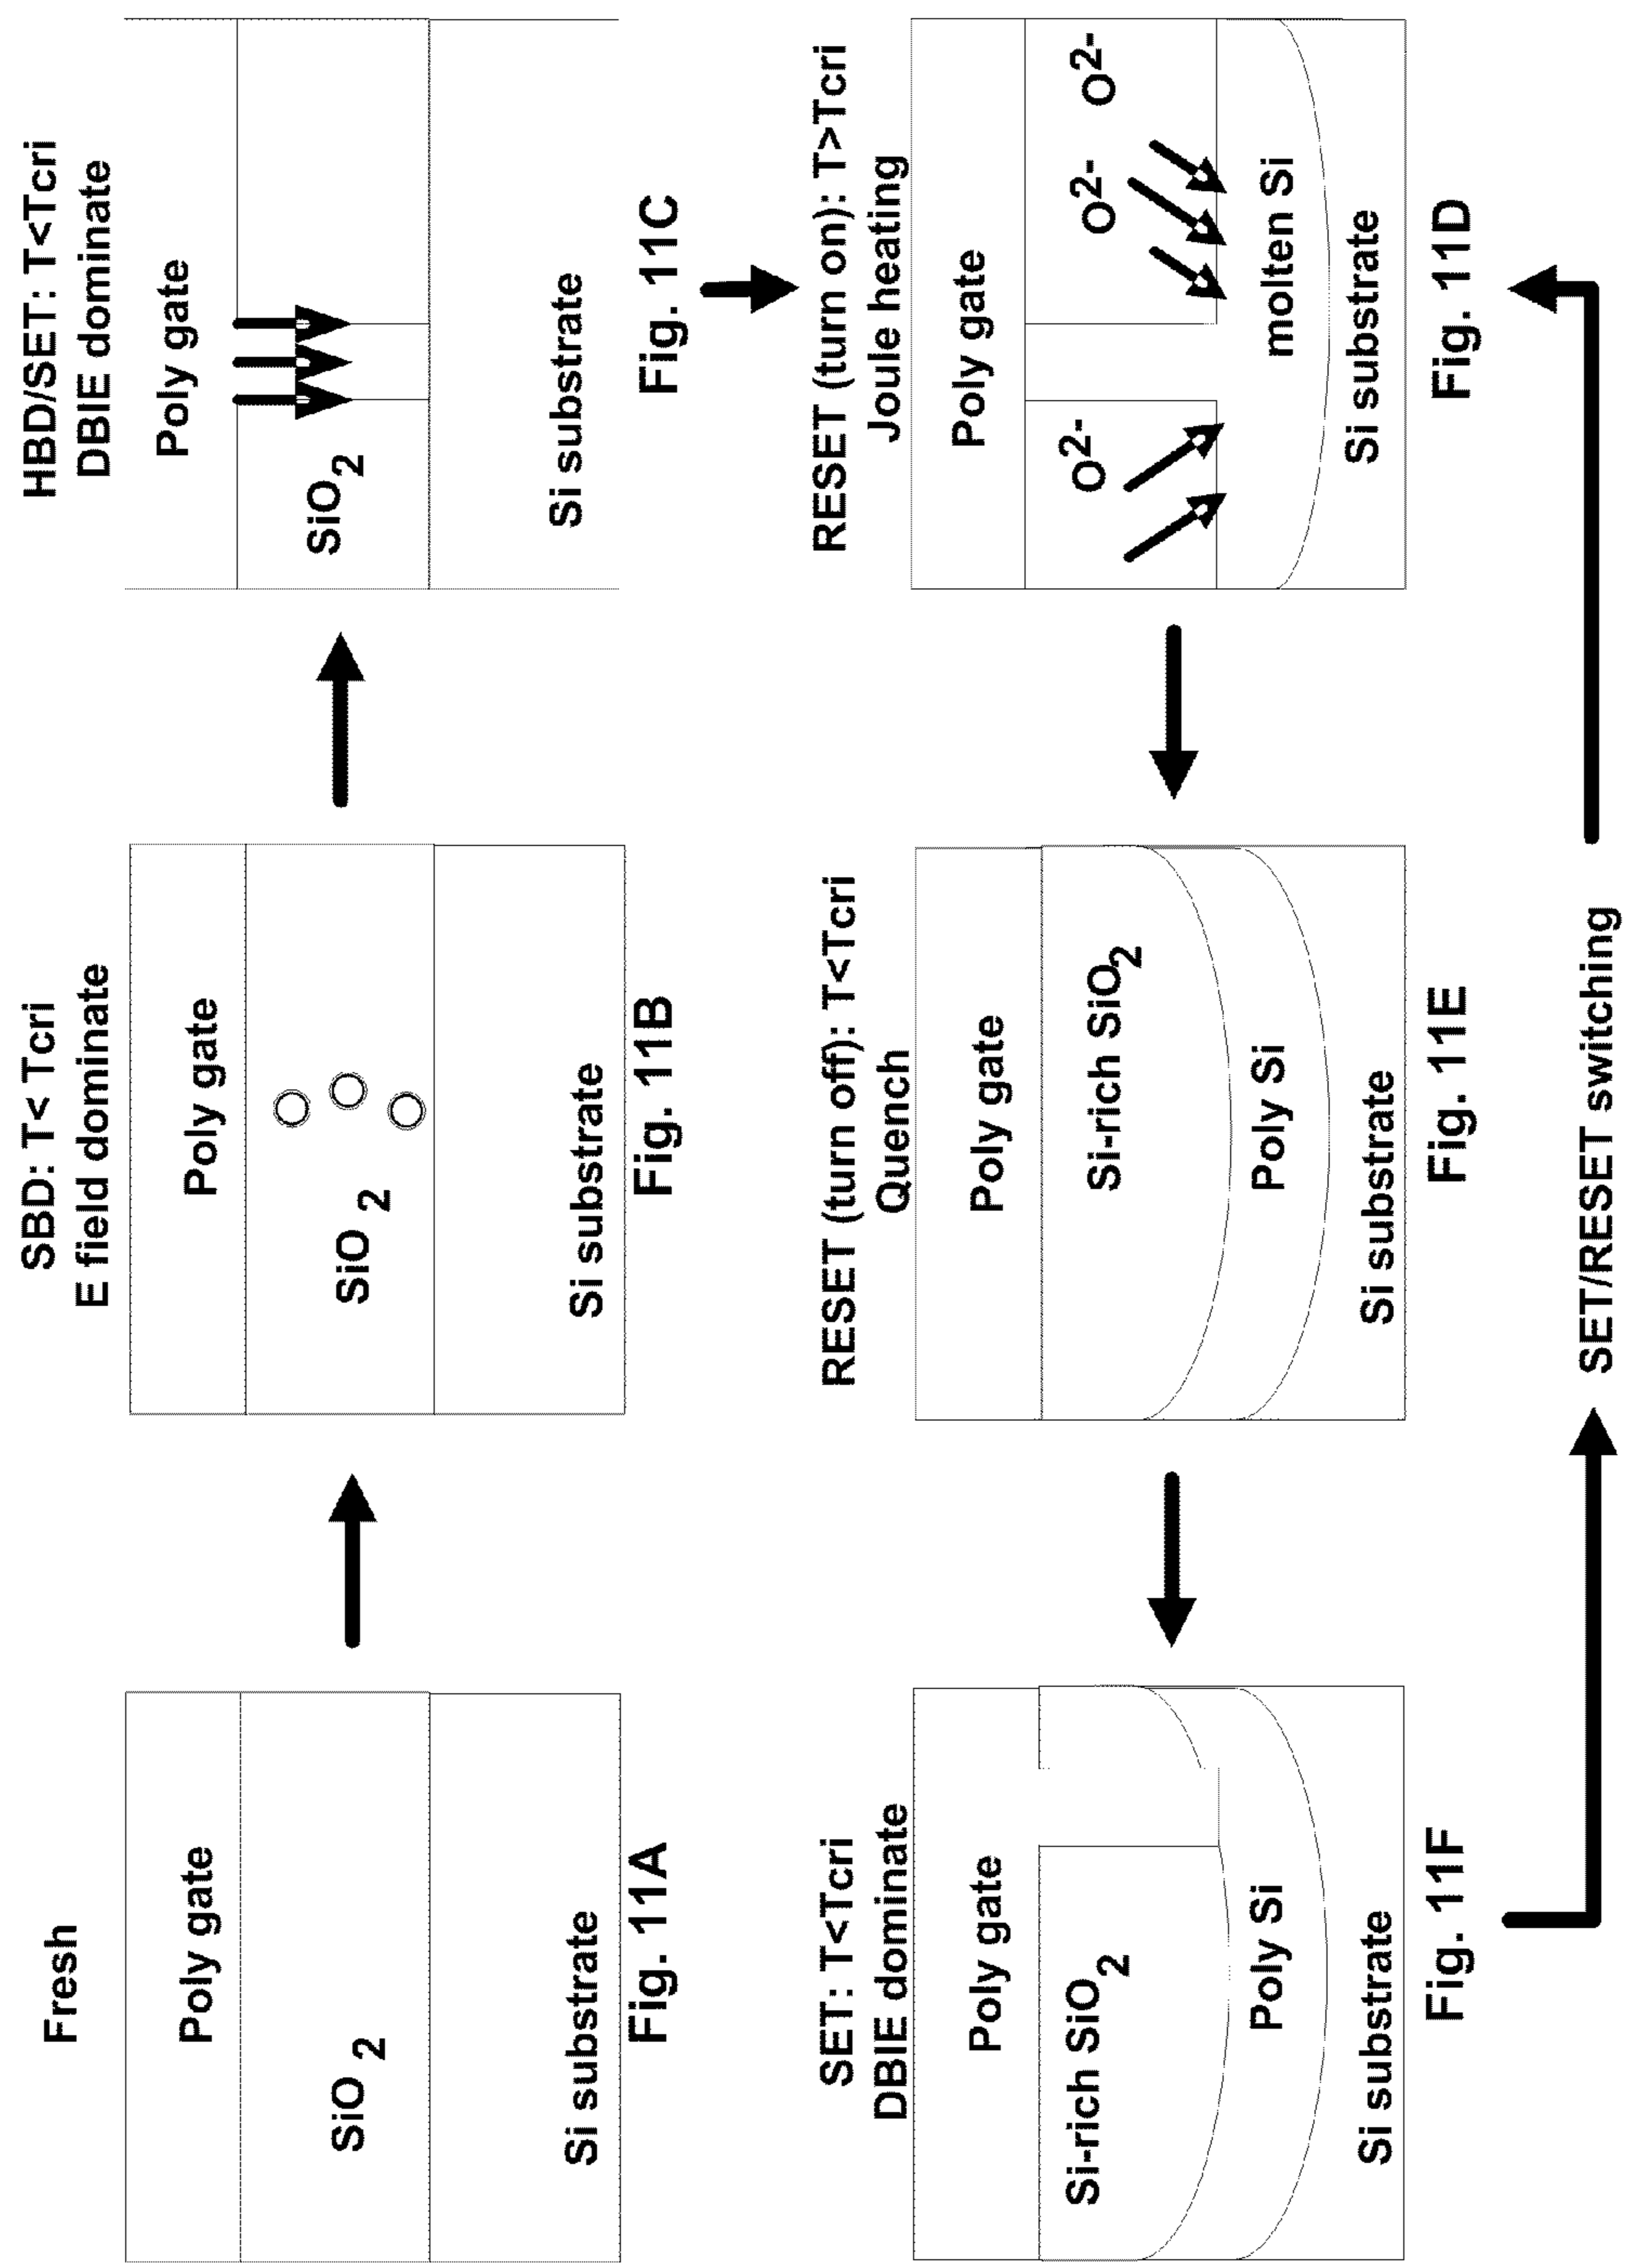 Fresh
Poly gate
SiO2
Si substrate
Fig. 11A
SBD: T< Tcri
E field dominate
Poly gate
SiO2
Si substrate
Fig. 11B
HBD/SET: T<Tcri
DBIE dominate
Poly gate
SiO2
Si substrate
Fig. 11C
SET: T<Tcri
DBIE dominate
Poly gate
Si-rich SiO2
Poly Si
Si substrate
Fig. 11F
RESET (turn off): T<Tcri
Quench
Poly gate
Si-rich SiO2
Poly Si
Si substrate
Fig. 11E
RESET (turn on): T>Tcri
Joule heating
Poly gate
O2- O2- O2-
molten Si
Si substrate
Fig. 11D
SET/RESET switching